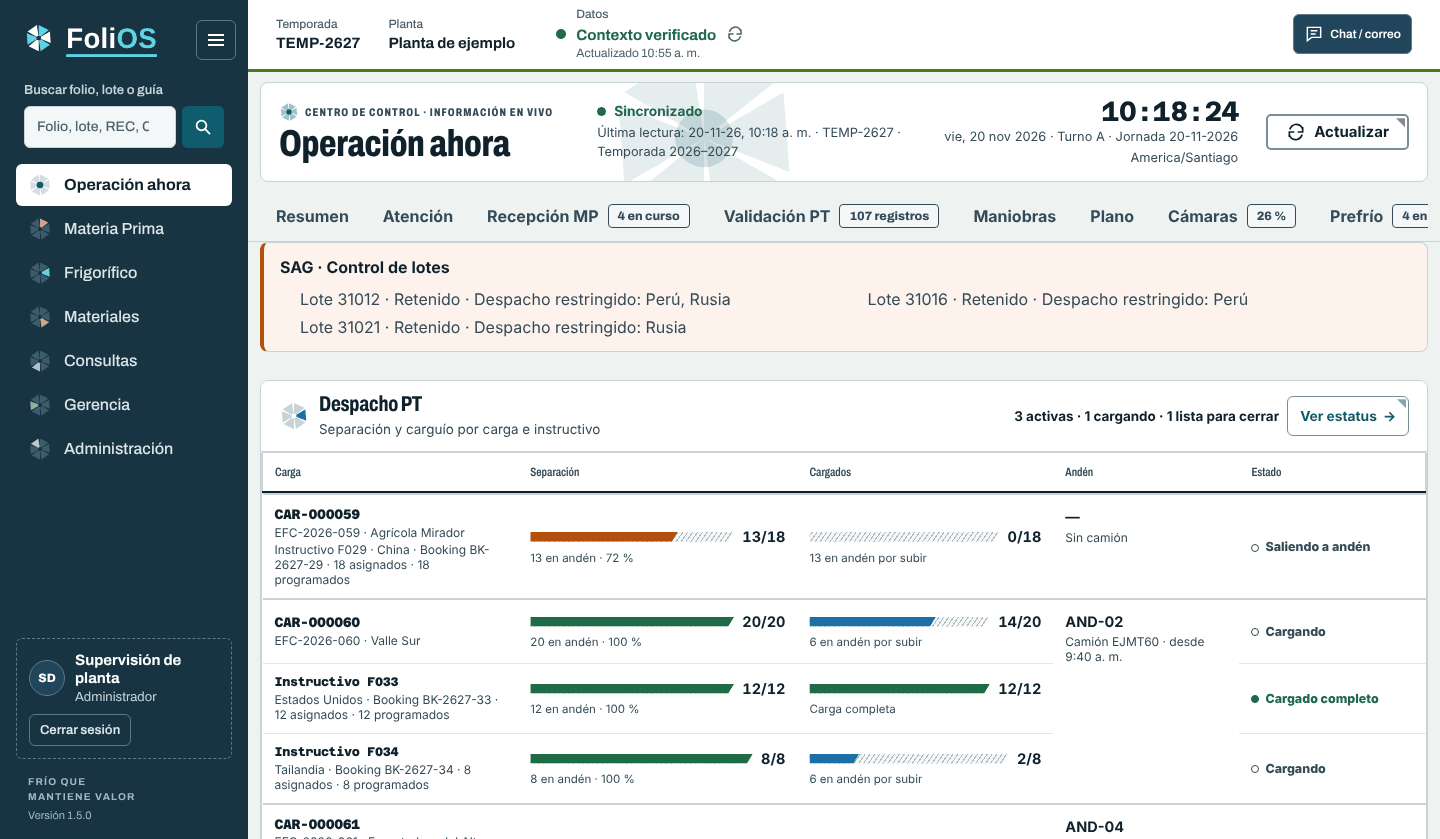 FoliOS
Buscar folio, lote o guía
Folio, lote, REC, C
Operación ahora
Materia Prima
Frigorífico
Materiales
Consultas
Gerencia
Administración
SD
Supervisión de planta
Administrador
Cerrar sesión
FRÍO QUE
MANTIENE VALOR
Versión 1.5.0
Temporada
TEMP-2627
Planta
Planta de ejemplo
Datos
Contexto verificado
Actualizado 10:55 a. m.
Chat / correo
CENTRO DE CONTROL · INFORMACIÓN EN VIVO
Operación ahora
Sincronizado
Última lectura: 20-11-26, 10:18 a. m. · TEMP-2627 ·
Temporada 2026–2027
10:18:24
vie, 20 nov 2026 · Turno A · Jornada 20-11-2026
America/Santiago
Actualizar
Resumen
Atención
Recepción MP 4 en curso
Validación PT 107 registros
Maniobras
Plano
Cámaras 26 %
Prefrío 4 en
SAG · Control de lotes
Lote 31012 · Retenido · Despacho restringido: Perú, Rusia
Lote 31016 · Retenido · Despacho restringido: Perú
Lote 31021 · Retenido · Despacho restringido: Rusia
Despacho PT
Separación y carguío por carga e instructivo
3 activas · 1 cargando · 1 lista para cerrar
Ver estatus →
Carga Separación Cargados Andén Estado
CAR-000059
EFC-2026-059 · Agrícola Mirador
Instructivo F029 · China · Booking BK-
2627-29 · 18 asignados · 18
programados
13/18
13 en andén · 72 %
0/18
13 en andén por subir
—
Sin camión
Saliendo a andén
CAR-000060
EFC-2026-060 · Valle Sur
20/20
20 en andén · 100 %
14/20
6 en andén por subir
AND-02
Camión EJMT60 · desde
9:40 a. m.
Cargando
Instructivo F033
Estados Unidos · Booking BK-2627-33 ·
12 asignados · 12 programados
12/12
12 en andén · 100 %
12/12
Carga completa
Cargado completo
Instructivo F034
Tailandia · Booking BK-2627-34 · 8
asignados · 8 programados
8/8
8 en andén · 100 %
2/8
6 en andén por subir
Cargando
CAR-000061
AND-04